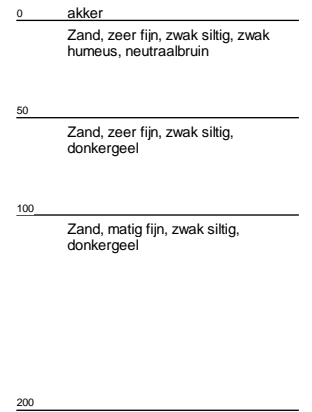 0 akker
Zand, zeer fijn, zwak siltig, zwak
humeus, neutraalbruin
50
Zand, zeer fijn, zwak siltig,
donkergeel
100
Zand, matig fijn, zwak siltig,
donkergeel
200